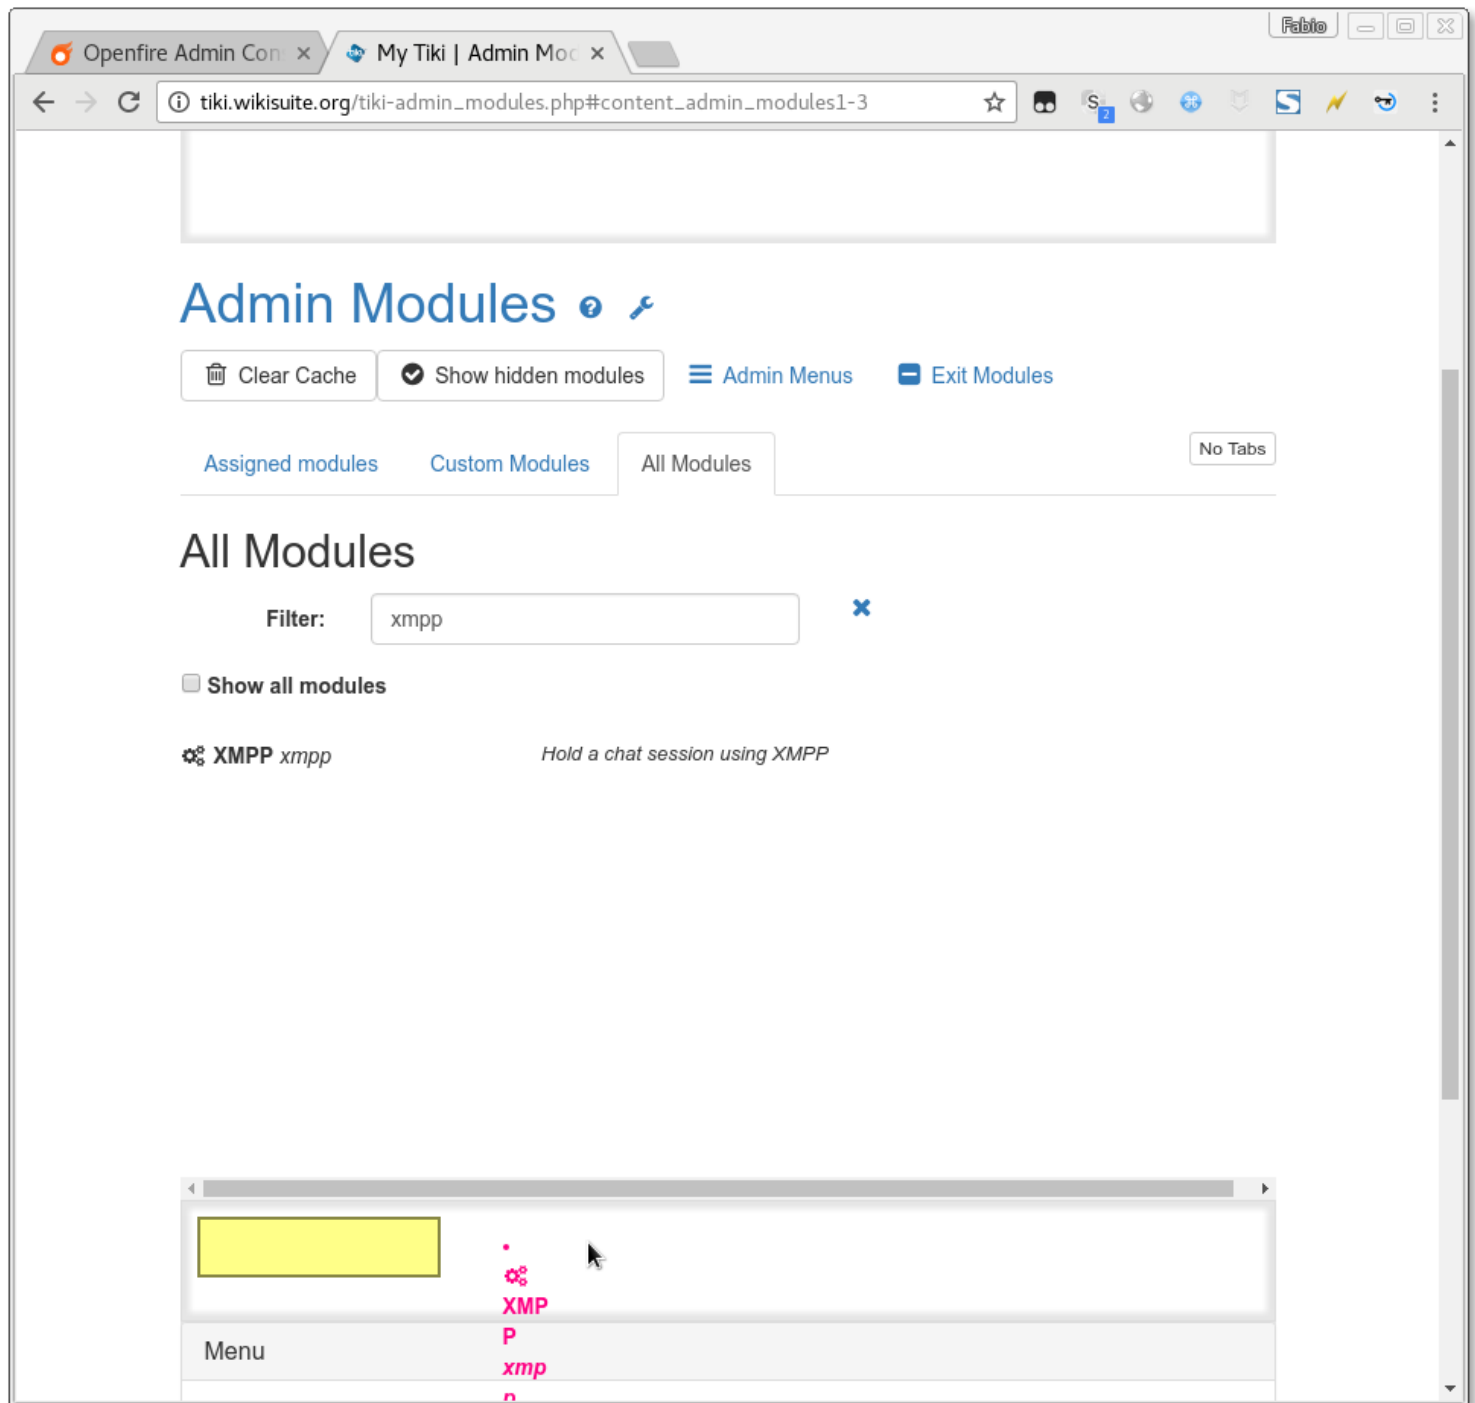 Fabio
Openfire Admin Con
My Tiki | Admin Mod
tiki.wikisuite.org/tiki-admin_modules.php#content_admin_modules1-3
S
2
S
Admin Modules
Clear Cache
Show hidden modules
Admin Menus
Exit Modules
Assigned modules
Custom Modules
All Modules
No Tabs
All Modules
Filter:
xmpp
Show all modules
XMPP xmpp
Hold a chat session using XMPP
XMP
P
Menu
xmp
p